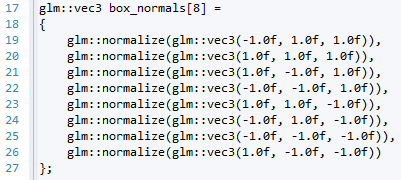 17 glm::vec3 box_normals[8] =
18 {
19 glm::normalize(glm::vec3(-1.0f, 1.0f, 1.0f)),
20 glm::normalize(glm::vec3(1.0f, 1.0f, 1.0f)),
21 glm::normalize(glm::vec3(1.0f, -1.0f, 1.0f)),
22 glm::normalize(glm::vec3(-1.0f, -1.0f, 1.0f)),
23 glm::normalize(glm::vec3(1.0f, 1.0f, -1.0f)),
24 glm::normalize(glm::vec3(-1.0f, 1.0f, -1.0f)),
25 glm::normalize(glm::vec3(-1.0f, -1.0f, -1.0f)),
26 glm::normalize(glm::vec3(1.0f, -1.0f, -1.0f))
27 };